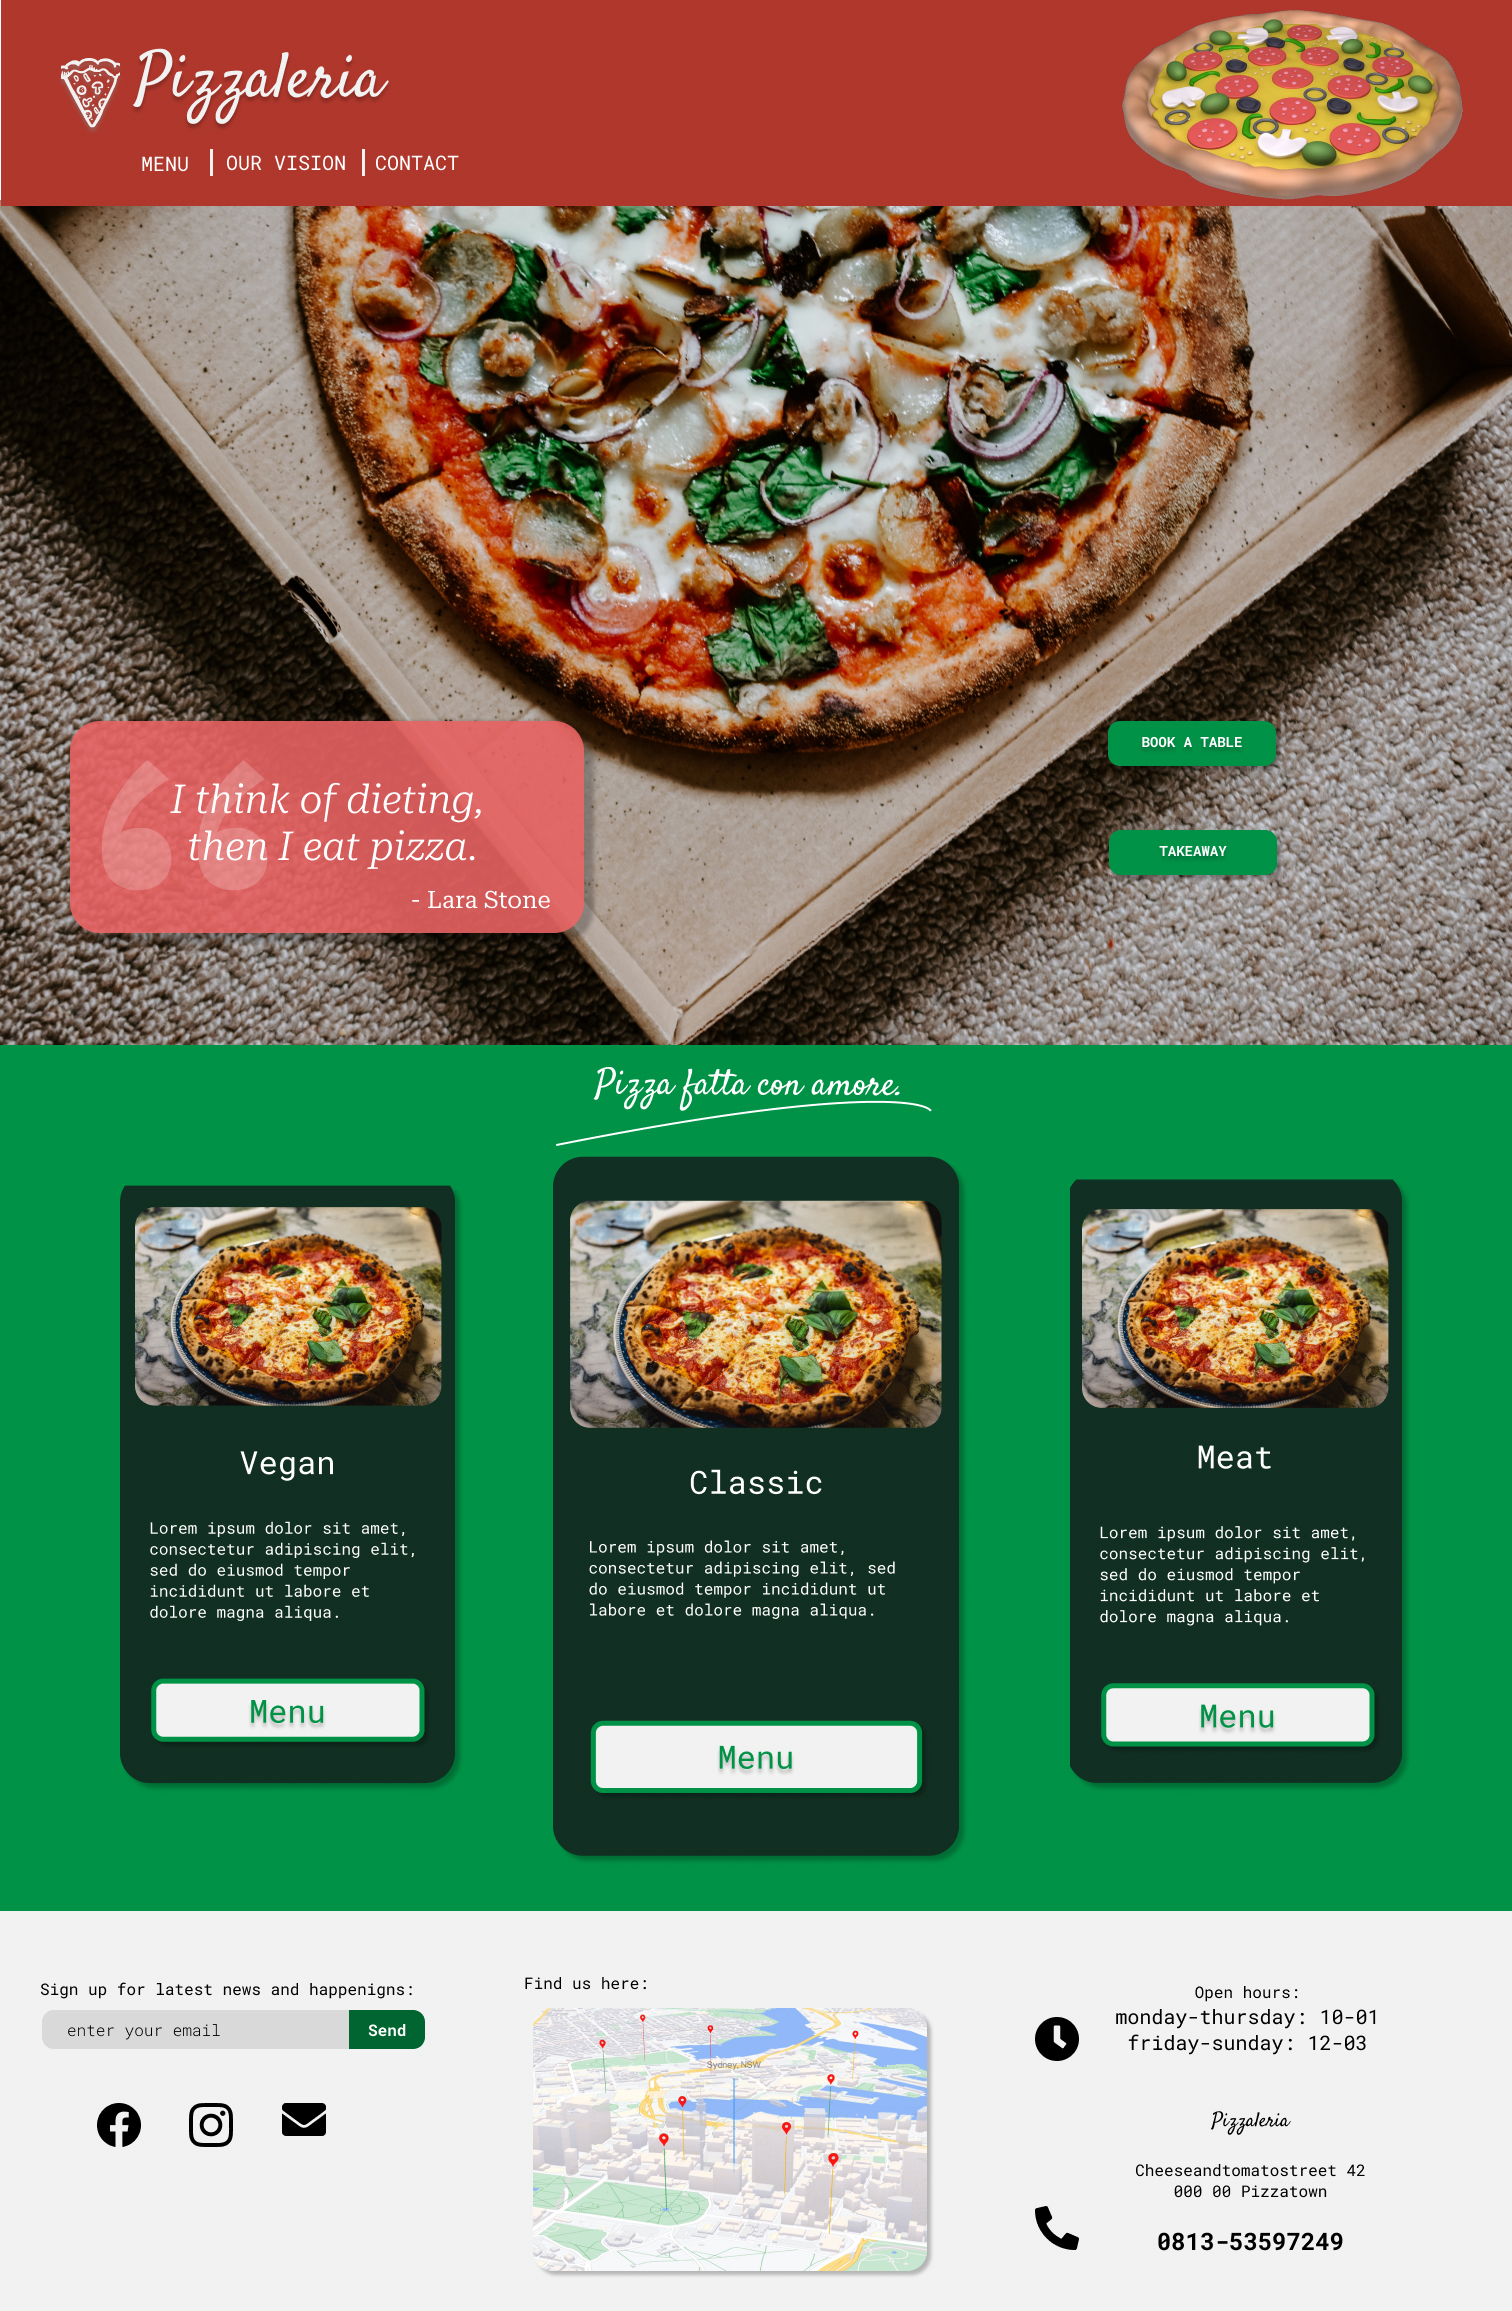 Pizzaleria
MENU
OUR VISION
CONTACT
I think of dieting,
then I eat pizza.
- Lara Stone
BOOK A TABLE
TAKEAWAY
Pizza fatta con amore.
Vegan
Lorem ipsum dolor sit amet,
consectetur adipiscing elit,
sed do eiusmod tempor
incididunt ut labore et
dolore magna aliqua.
Menu
Classic
Lorem ipsum dolor sit amet,
consectetur adipiscing elit, sed
do eiusmod tempor incididunt ut
labore et dolore magna aliqua.
Menu
Meat
Lorem ipsum dolor sit amet,
consectetur adipiscing elit,
sed do eiusmod tempor
incididunt ut labore et
dolore magna aliqua.
Menu
Sign up for latest news and happenigns:
enter your email
Send
Find us here:
Sydney, NSW
Open hours:
monday-thursday: 10-01
friday-sunday: 12-03
Pizzaleria
Cheeseandtomatostreet 42
000 00 Pizzatown
0813-53597249